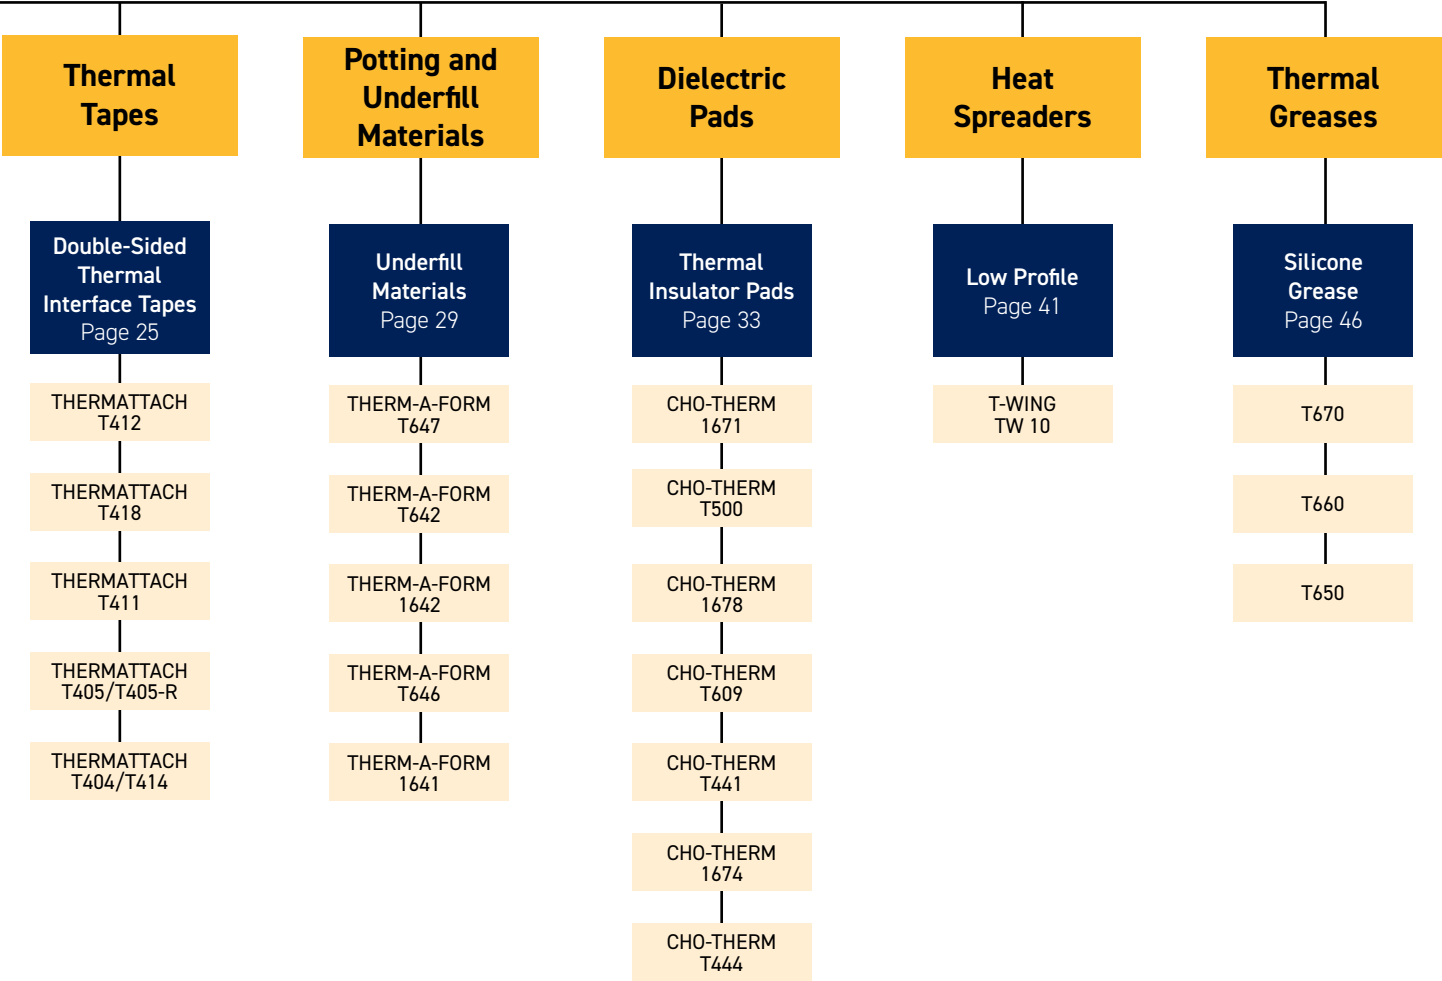 Thermal
Tapes
Double-Sided
Thermal
Interface Tapes
Page 25
THERMATTACH
T412
THERMATTACH
T418
THERMATTACH
T411
THERMATTACH
T405/T405-R
THERMATTACH
T404/T414
Potting and
Underfill
Materials
Underfill
Materials
Page 29
THERM-A-FORM
T647
THERM-A-FORM
T642
THERM-A-FORM
1642
THERM-A-FORM
T646
THERM-A-FORM
1641
Dielectric
Pads
Thermal
Insulator Pads
Page 33
CHO-THERM
1671
CHO-THERM
T500
CHO-THERM
1678
CHO-THERM
T609
CHO-THERM
T441
CHO-THERM
1674
CHO-THERM
T444
Heat
Spreaders
Low Profile
Page 41
T-WING
TW 10
Thermal
Greases
Silicone
Grease
Page 46
T670
T660
T650